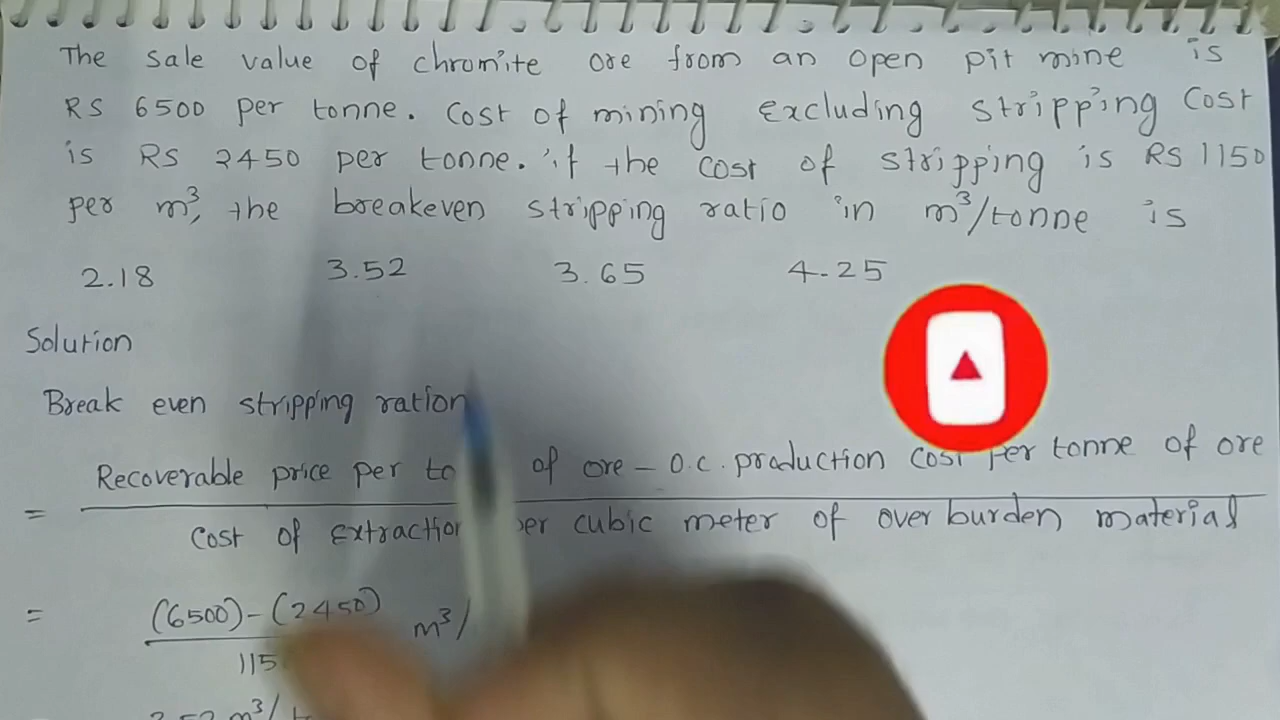 The sale value of chromite ore from an open pit mine is
RS 6500 per tonne. Cost of mining excluding stripping cost
is RS 2450 per tonne. if the cost of stripping is RS 1150
per m³, the breakeven stripping ratio in m³/tonne is
2.18 3.52 3.65 4.25
Solution
Break even stripping ration
Recoverable price per of ore - O.C. production cost per tonne of ore
=
Cost of Extraction per cubic meter of over burden material
= (6500)-(2450) m³/
115
m³/